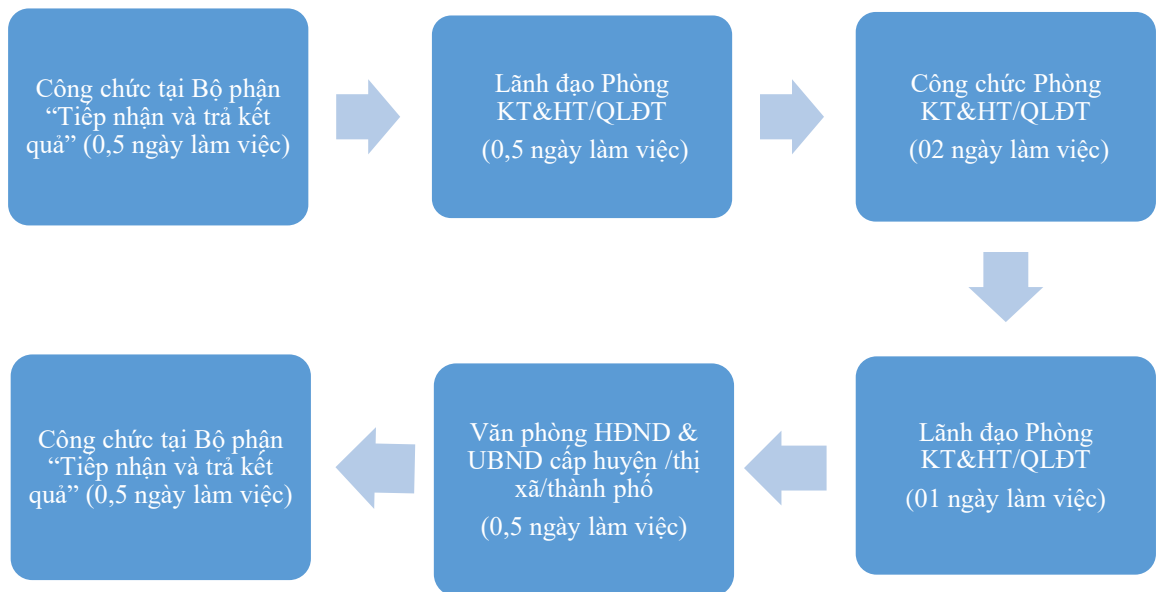 Công chức tại Bộ phận
“Tiếp nhận và trả kết
quả” (0,5 ngày làm việc)
Lãnh đạo Phòng
KT&HT/QLĐT
(0,5 ngày làm việc)
Công chức Phòng
KT&HT/QLĐT
(02 ngày làm việc)
Lãnh đạo Phòng
KT&HT/QLĐT
(01 ngày làm việc)
Văn phòng HĐND &
UBND cấp huyện /thị
xã/thành phố
(0,5 ngày làm việc)
Công chức tại Bộ phận
“Tiếp nhận và trả kết
quả” (0,5 ngày làm việc)